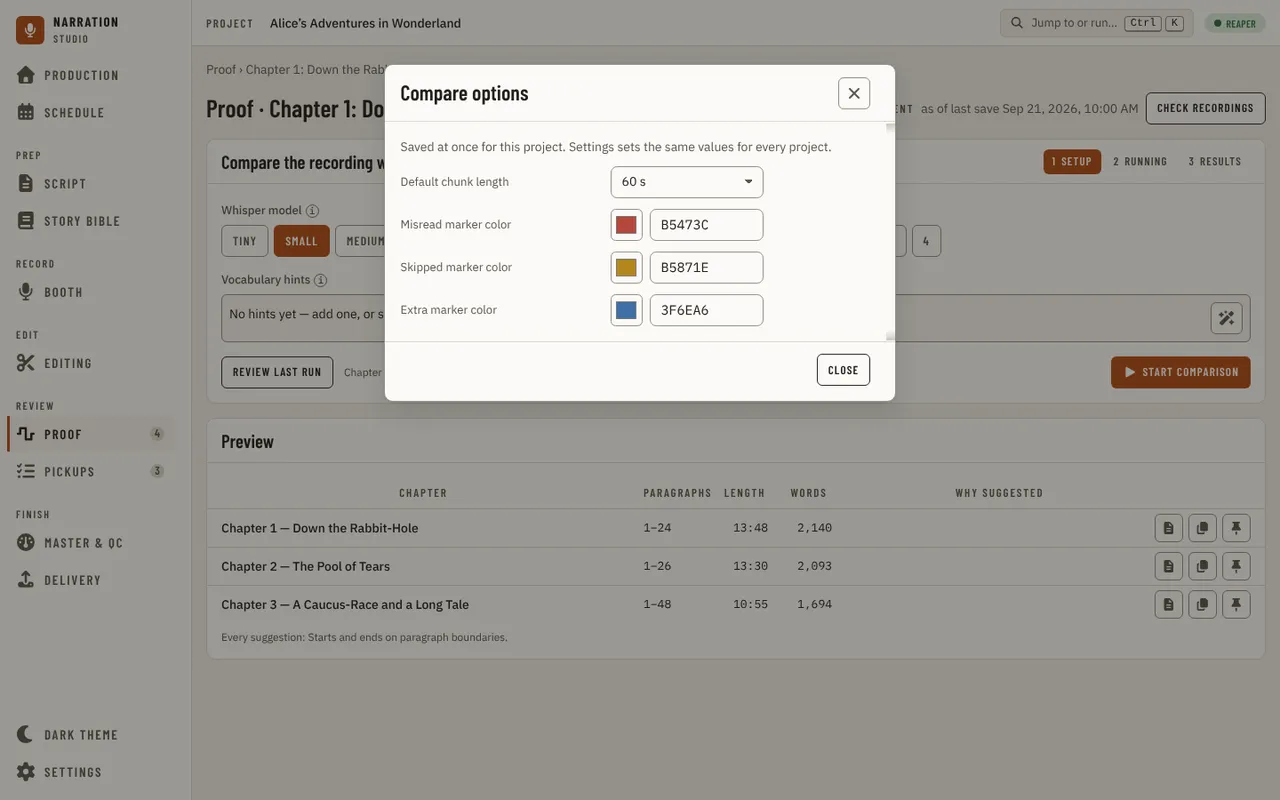 NARRATION
STUDIO
PRODUCTION
SCHEDULE
PREP
SCRIPT
STORY BIBLE
RECORD
BOOTH
EDIT
EDITING
REVIEW
PROOF 4
PICKUPS 3
FINISH
MASTER & QC
DELIVERY
DARK THEME
SETTINGS
PROJECT Alice's Adventures in Wonderland
Jump to or run... Ctrl K
REAPER
Proof › Chapter 1: Down the Rab
Proof · Chapter 1: Do
as of last save Sep 21, 2026, 10:00 AM
CHECK RECORDINGS
Compare the recording
1 SETUP 2 RUNNING 3 RESULTS
Whisper model
TINY SMALL MEDIUM 4
Vocabulary hints
No hints yet — add one, or s
REVIEW LAST RUN Chapter
START COMPARISON
Compare options
Saved at once for this project. Settings sets the same values for every project.
Default chunk length 60 s
Misread marker color B5473C
Skipped marker color B5871E
Extra marker color 3F6EA6
CLOSE
Preview
CHAPTER PARAGRAPHS LENGTH WORDS WHY SUGGESTED
Chapter 1 — Down the Rabbit-Hole 1–24 13:48 2,140
Chapter 2 — The Pool of Tears 1–26 13:30 2,093
Chapter 3 — A Caucus-Race and a Long Tale 1–48 10:55 1,694
Every suggestion: Starts and ends on paragraph boundaries.